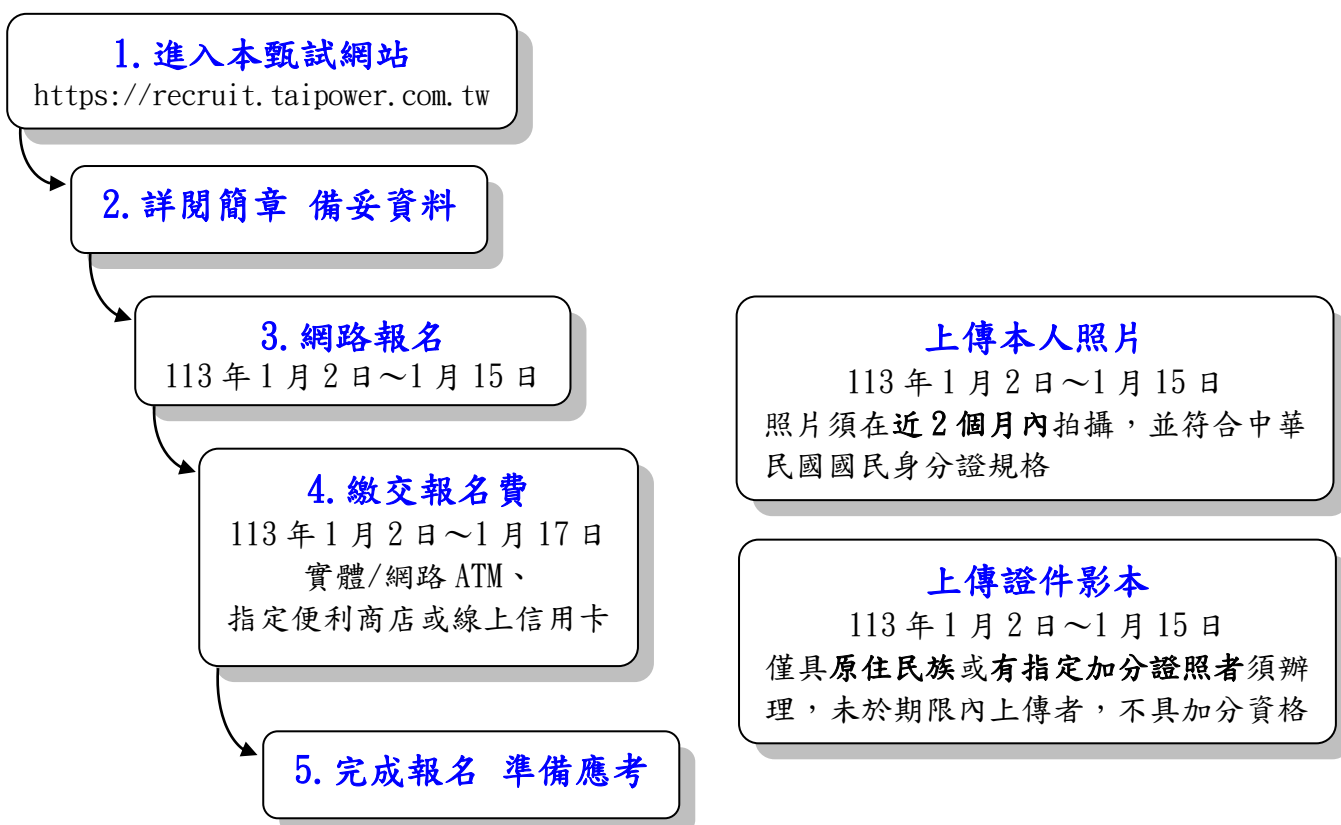 1.進入本甄試網站
https://recruit.taipower.com.tw
2.詳閱簡章 備妥資料
3.網路報名
113年1月2日～1月15日
4.繳交報名費
113年1月2日～1月17日
實體/網路ATM、
指定便利商店或線上信用卡
5.完成報名 準備應考
上傳本人照片
113年1月2日～1月15日
照片須在近2個月內拍攝，並符合中華
民國國民身分證規格
上傳證件影本
113年1月2日～1月15日
僅具原住民族或有指定加分證照者須辦
理，未於期限內上傳者，不具加分資格